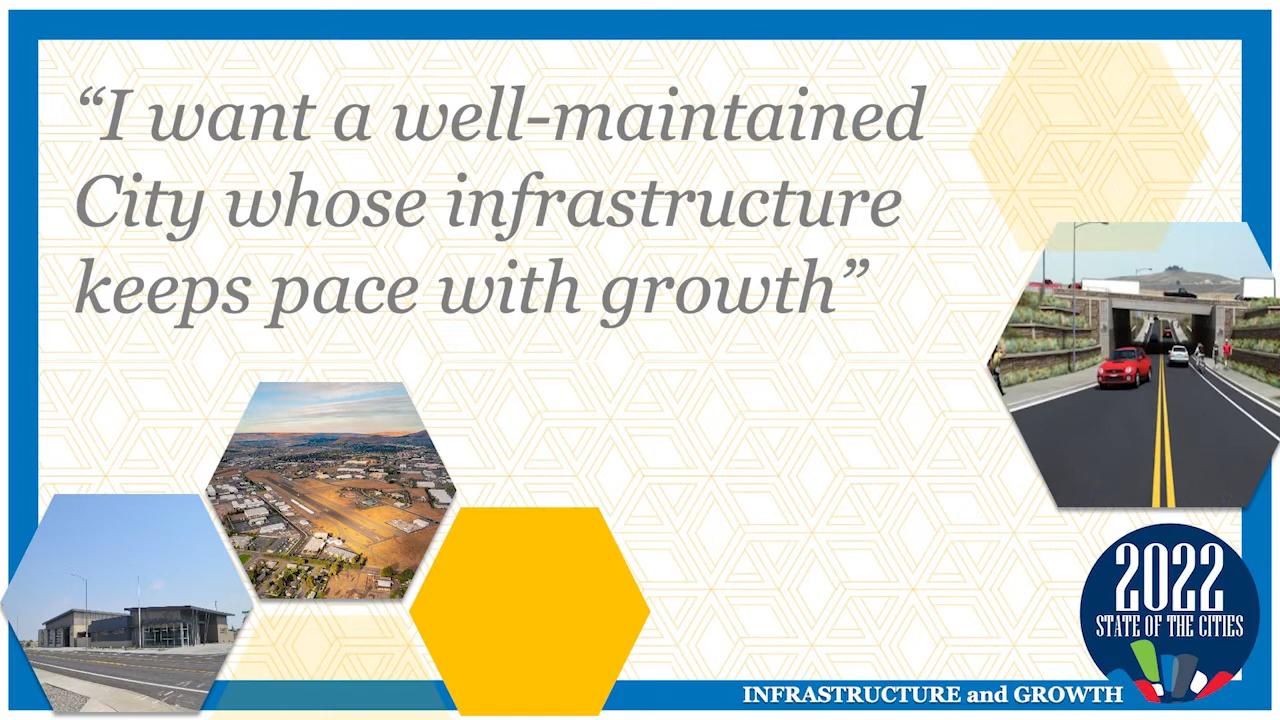 “I want a well-maintained
City whose infrastructure
keeps pace with growth”
2022
STATE OF THE CITIES
INFRASTRUCTURE and GROWTH